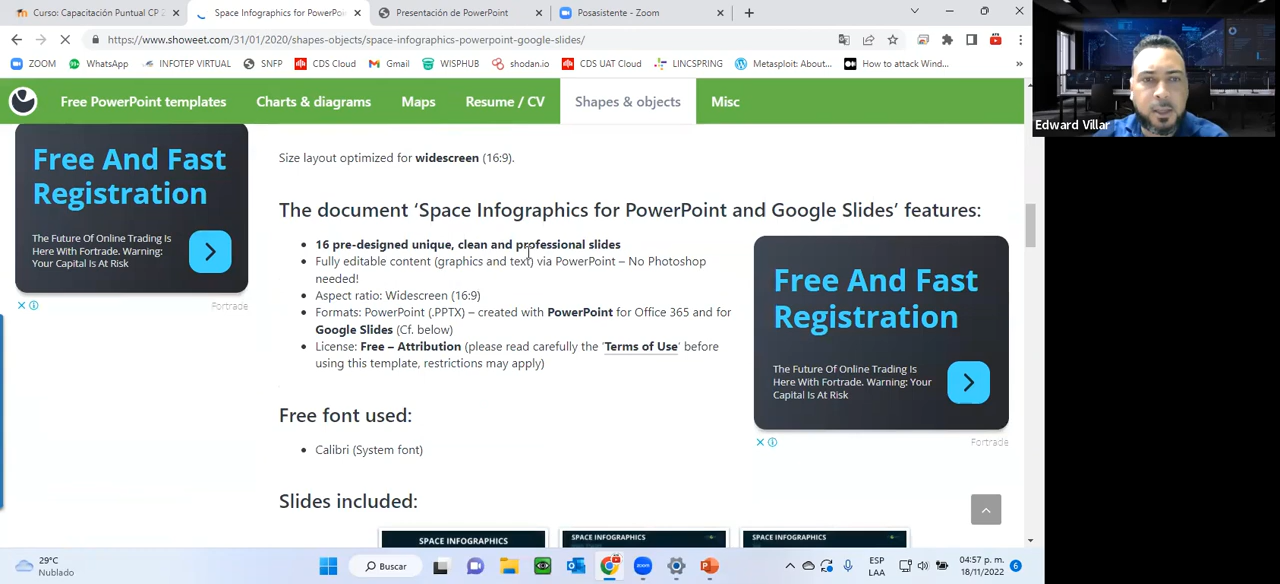 Curso: Capacitación Puntual CP 2
Space Infographics for PowerPoi
Presentación de PowerPoint
Posasistente - Zoom
https://www.showeet.com/31/01/2020/shapes-objects/space-infographics-powerpoint-google-slides/
ZOOM
WhatsApp
INFOTEP VIRTUAL
SNFP
CDS Cloud
Gmail
WISPHUB
shodan.io
CDS UAT Cloud
LINCSPRING
Metasploit: About...
How to attack Wind...
Edward Villar
Free PowerPoint templates
Charts & diagrams
Maps
Resume / CV
Shapes & objects
Misc
Free And Fast
Registration
The Future Of Online Trading Is
Here With Fortrade. Warning:
Your Capital Is At Risk
Fortrade
Size layout optimized for widescreen (16:9).
The document ‘Space Infographics for PowerPoint and Google Slides’ features:
• 16 pre-designed unique, clean and professional slides
• Fully editable content (graphics and text) via PowerPoint – No Photoshop
needed!
• Aspect ratio: Widescreen (16:9)
• Formats: PowerPoint (.PPTX) – created with PowerPoint for Office 365 and for
Google Slides (Cf. below)
• License: Free – Attribution (please read carefully the ‘Terms of Use’ before
using this template, restrictions may apply)
Free And Fast
Registration
The Future Of Online Trading Is
Here With Fortrade. Warning: Your
Capital Is At Risk
Fortrade
Free font used:
• Calibri (System font)
Slides included:
SPACE INFOGRAPHICS
SPACE INFOGRAPHICS
SPACE INFOGRAPHICS
29°C
Nublado
Buscar
ESP
LAA
04:57 p. m.
18/11/2022
6